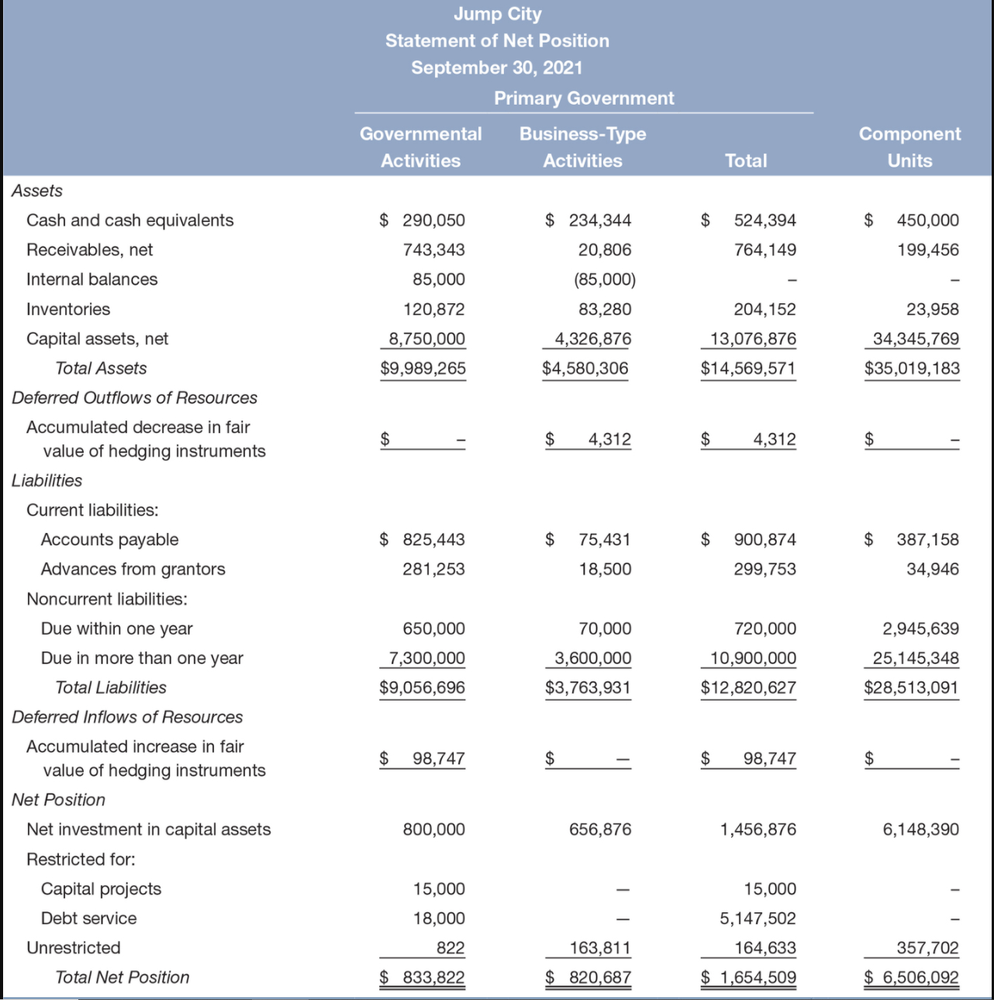 Jump City
Statement of Net Position
September 30, 2021
Primary Government
Governmental Activities Business-Type Activities Total Component Units
Assets
Cash and cash equivalents $ 290,050 $ 234,344 $ 524,394 $ 450,000
Receivables, net 743,343 20,806 764,149 199,456
Internal balances 85,000 (85,000) – –
Inventories 120,872 83,280 204,152 23,958
Capital assets, net 8,750,000 4,326,876 13,076,876 34,345,769
Total Assets $9,989,265 $4,580,306 $14,569,571 $35,019,183
Deferred Outflows of Resources
Accumulated decrease in fair
value of hedging instruments $ – $ 4,312 $ 4,312 $ –
Liabilities
Current liabilities:
Accounts payable $ 825,443 $ 75,431 $ 900,874 $ 387,158
Advances from grantors 281,253 18,500 299,753 34,946
Noncurrent liabilities:
Due within one year 650,000 70,000 720,000 2,945,639
Due in more than one year 7,300,000 3,600,000 10,900,000 25,145,348
Total Liabilities $9,056,696 $3,763,931 $12,820,627 $28,513,091
Deferred Inflows of Resources
Accumulated increase in fair
value of hedging instruments $ 98,747 $ — $ 98,747 $ –
Net Position
Net investment in capital assets 800,000 656,876 1,456,876 6,148,390
Restricted for:
Capital projects 15,000 — 15,000 –
Debt service 18,000 — 5,147,502 –
Unrestricted 822 163,811 164,633 357,702
Total Net Position $ 833,822 $ 820,687 $ 1,654,509 $ 6,506,092